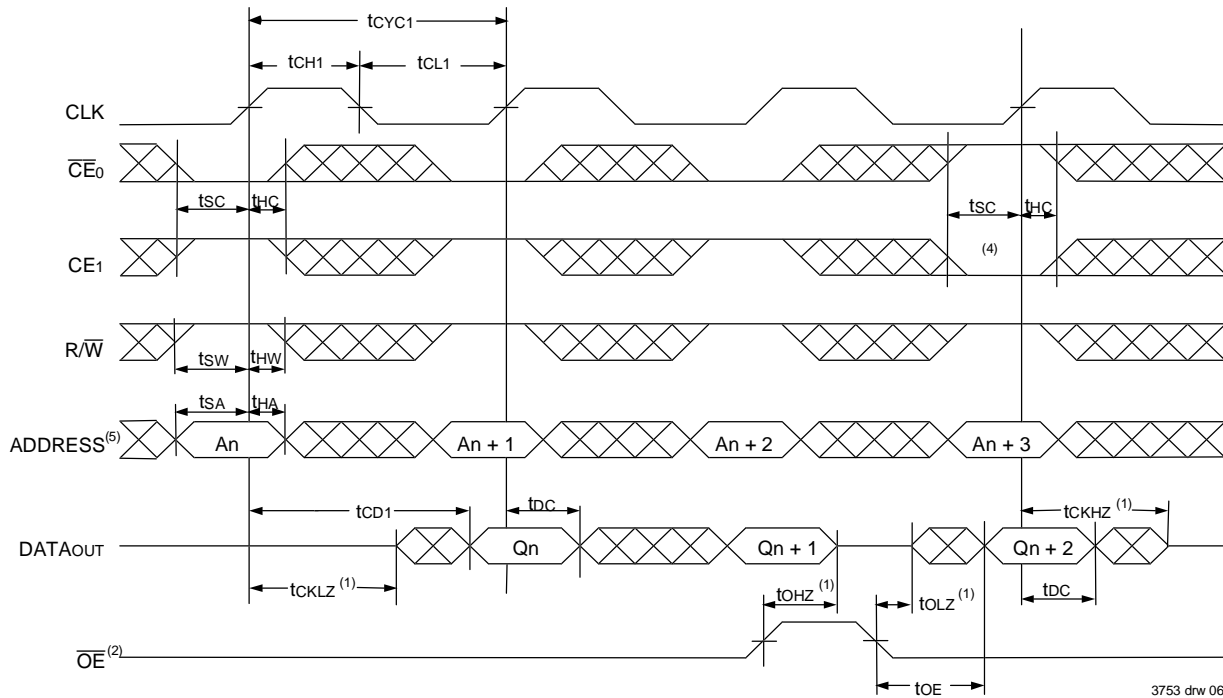 tCYC1
tCH1 tCL1
CLK
CE0
tSC tHC tSC tHC
CE1 (4)
R/W
tSW tHW
tSA tHA
ADDRESS(5) An An + 1 An + 2 An + 3
tCD1 tDC tCKHZ (1)
DATAOUT Qn Qn + 1 Qn + 2
tCKLZ (1) tOHZ (1) tOLZ (1) tDC
OE(2)
tOE
3753 drw 06